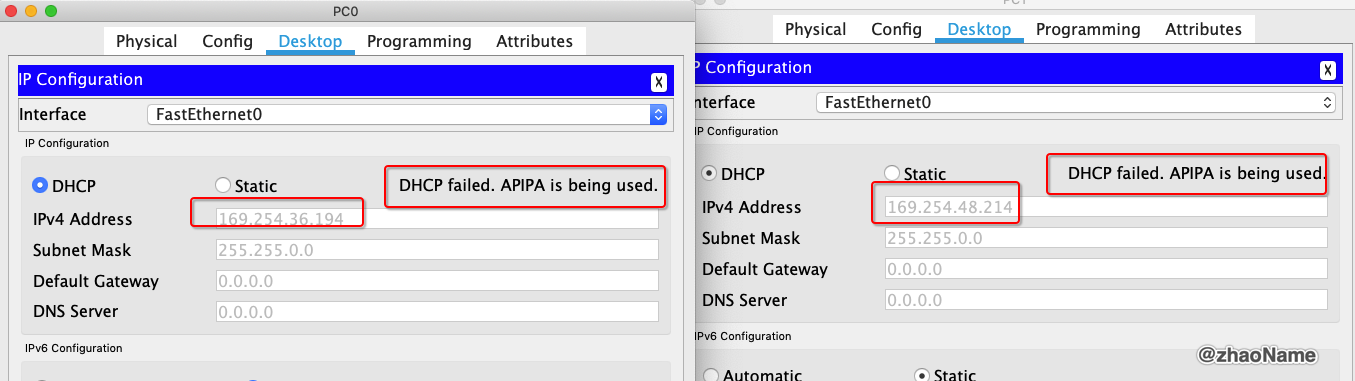 PC0
Physical Config Desktop Programming Attributes
IP Configuration
X
Interface
FastEthernet0
IP Configuration
DHCP
Static
DHCP failed. APIPA is being used.
IPv4 Address
169.254.36.194
Subnet Mask
255.255.0.0
Default Gateway
0.0.0.0
DNS Server
0.0.0.0
IPv6 Configuration
Physical Config Desktop Programming Attributes
P Configuration
X
nterface
FastEthernet0
IP Configuration
DHCP
Static
DHCP failed. APIPA is being used.
IPv4 Address
169.254.48.214
Subnet Mask
255.255.0.0
Default Gateway
0.0.0.0
DNS Server
0.0.0.0
IPv6 Configuration
Automatic
Static
@zhaoName